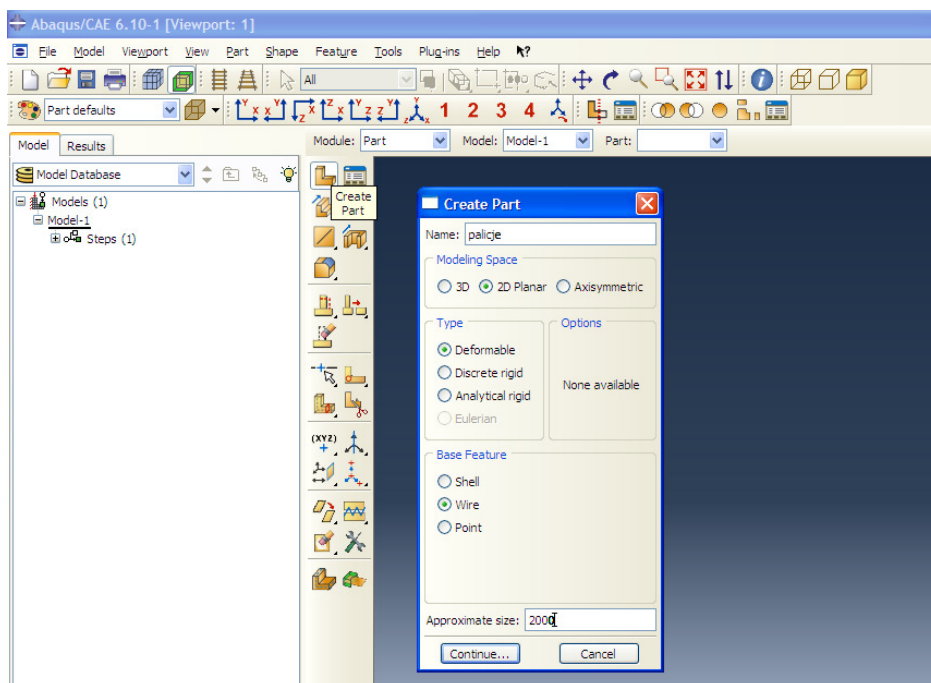 Abaqus/CAE 6.10-1 [Viewport: 1]
File Model Viewport View Part Shape Feature Tools Plug-ins Help
All
Part defaults
1 2 3 4
Model Results
Module: Part Model: Model-1 Part:
Model Database
Models (1)
Model-1
Steps (1)
Create
Part
(XYZ)
Create Part
Name: palicje
Modeling Space
3D 2D Planar Axisymmetric
Type
Options
Deformable
Discrete rigid
Analytical rigid
Eulerian
None available
Base Feature
Shell
Wire
Point
Approximate size: 2000
Continue... Cancel